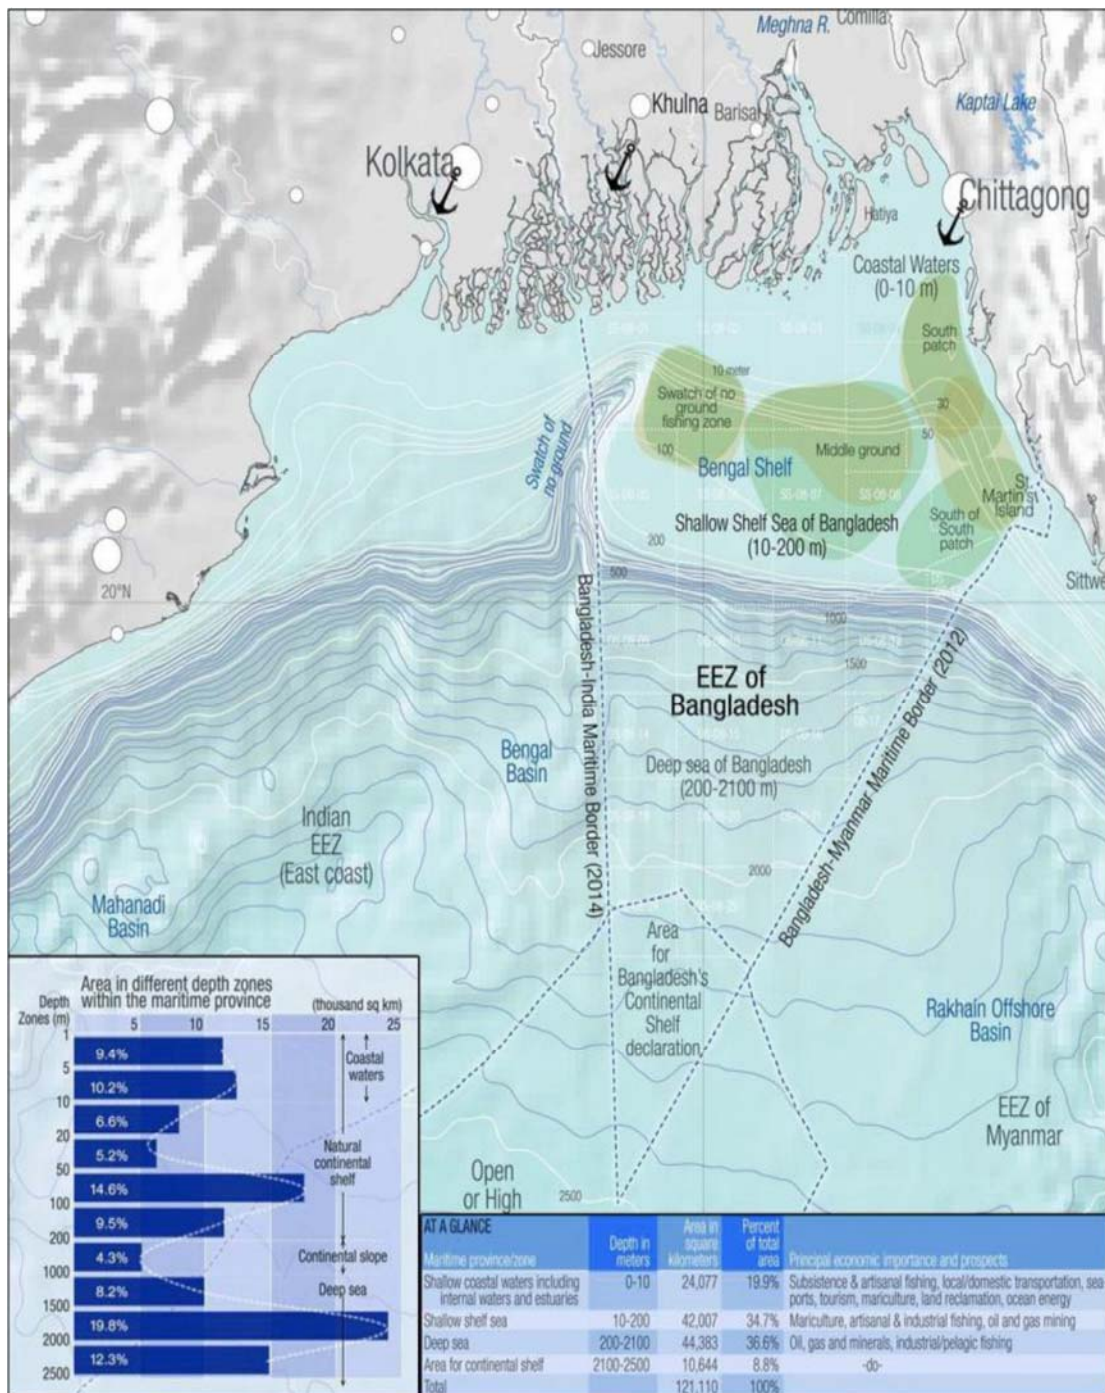 Meghna R.
Comilla
Jessore
Khulna
Barisal
Kaptai Lake
Kolkata
Chittagong
Hatiya
Coastal Waters
(0-10 m)
South
patch
10 meter
Swatch of no
ground
fishing zone
30
50
100
Middle ground
Swatch of
no ground
Bengal Shelf
SS-08-07
SS-08-08
St.
Martin's
Island
Shallow Shelf Sea of Bangladesh
(10-200 m)
South of
South
patch
200
Sittwe
20°N
500
1000
1500
Bangladesh-India Maritime Border (2014)
Bangladesh-Myanmar Maritime Border (2012)
EEZ of
Bangladesh
Bengal
Basin
Deep sea of Bangladesh
(200-2100 m)
Indian
EEZ
(East coast)
2000
Mahanadi
Basin
Area
for
Bangladesh's
Continental
Shelf
declaration
Rakhain Offshore
Basin
EEZ of
Myanmar
Open
or High
2500
Area in different depth zones
within the maritime province
Depth
Zones (m)
(thousand sq km)
5 10 15 20 25
1
9.4%
5
10.2%
10
6.6%
20
5.2%
50
14.6%
100
9.5%
200
4.3%
1000
8.2%
1500
19.8%
2000
12.3%
2500
Coastal
waters
Natural
continental
shelf
Continental slope
Deep sea
AT A GLANCE
Maritime province/zone Depth in meters Area in square kilometers Percent of total area Principal economic importance and prospects
Shallow coastal waters including 0-10 24,077 19.9% Subsistence & artisanal fishing, local/domestic transportation, sea
internal waters and estuaries ports, tourism, mariculture, land reclamation, ocean energy
Shallow shelf sea 10-200 42,007 34.7% Mariculture, artisanal & industrial fishing, oil and gas mining
Deep sea 200-2100 44,383 36.6% Oil, gas and minerals, industrial/pelagic fishing
Area for continental shelf 2100-2500 10,644 8.8% -do-
Total 121,110 100%